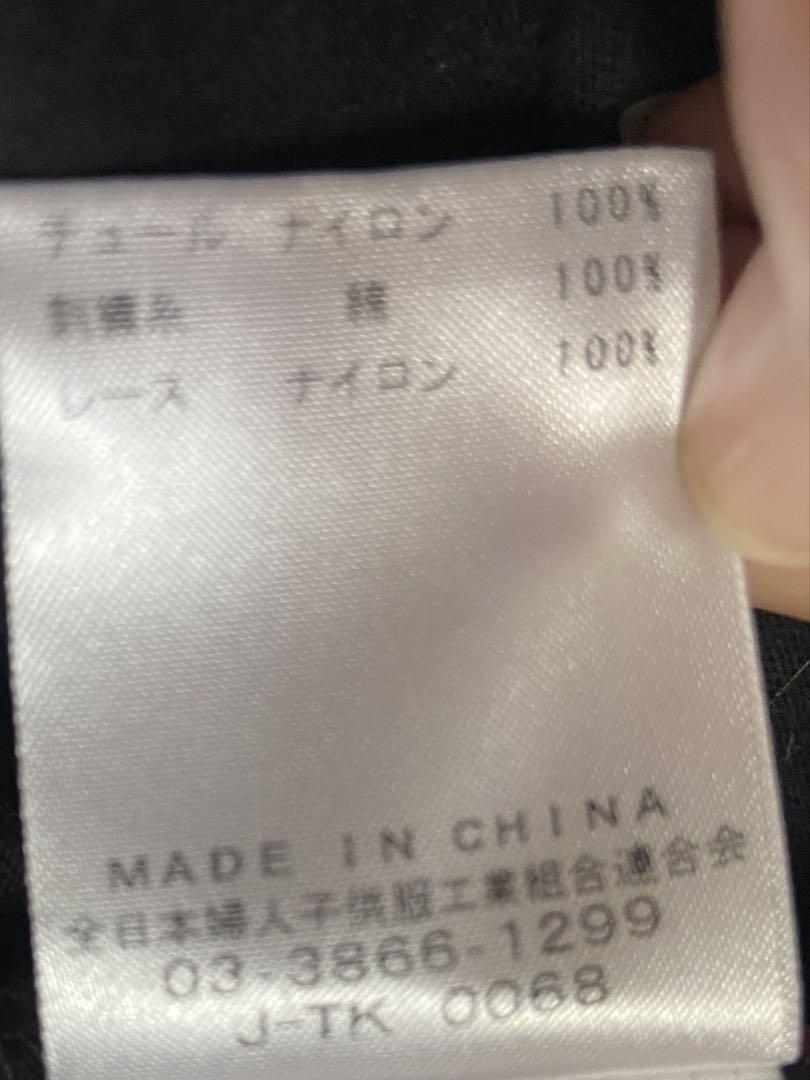 チュール ナイロン 100%
刺繍糸 綿 100%
レース ナイロン 100%
MADE IN CHINA
全日本婦人子供服工業組合連合会
03-3866-1299
J-TK 0068